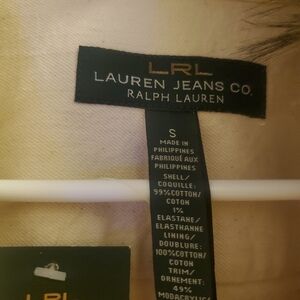 LRL
LAUREN JEANS CO.
RALPH LAUREN
S
MADE IN
PHILIPPINES
FABRIQUÉ AUX
PHILIPPINES
SHELL/
COQUILLE:
99% COTTON/
COTON
1%
ELASTANE/
ELASTHANNE
LINING/
DOUBLURE:
100% COTTON/
COTON
TRIM/
ORNEMENT:
49%
MODACRYLIC/
LRL